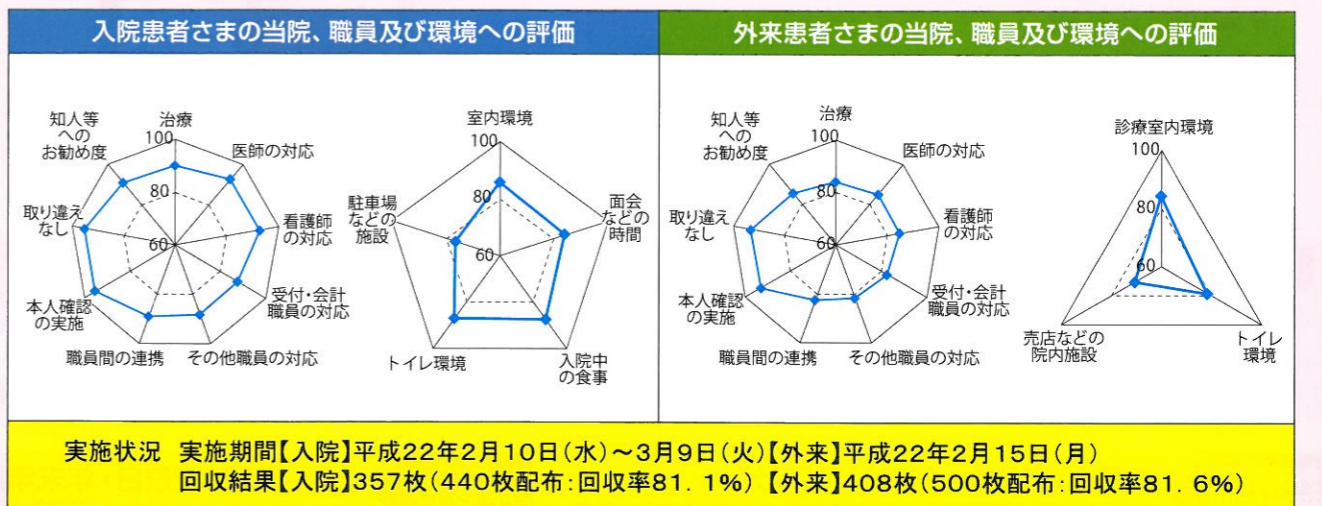 入院患者さまの当院、職員及び環境への評価
外来患者さまの当院、職員及び環境への評価
治療
100
80
60
医師の対応
看護師
の対応
受付・会計
職員の対応
その他職員の対応
職員間の連携
本人確認
の実施
取り違え
なし
知人等
への
お勧め度
室内環境
100
80
60
面会
などの
時間
入院中
の食事
トイレ環境
駐車場
などの
施設
治療
100
80
60
医師の対応
看護師
の対応
受付・会計
職員の対応
その他職員の対応
職員間の連携
本人確認
の実施
取り違え
なし
知人等
への
お勧め度
診療室内環境
100
80
60
トイレ
環境
売店などの
院内施設
実施状況 実施期間【入院】平成22年2月10日(水)～3月9日(火)【外来】平成22年2月15日(月)
回収結果【入院】357枚(440枚配布:回収率81.1%)【外来】408枚(500枚配布:回収率81.6%)